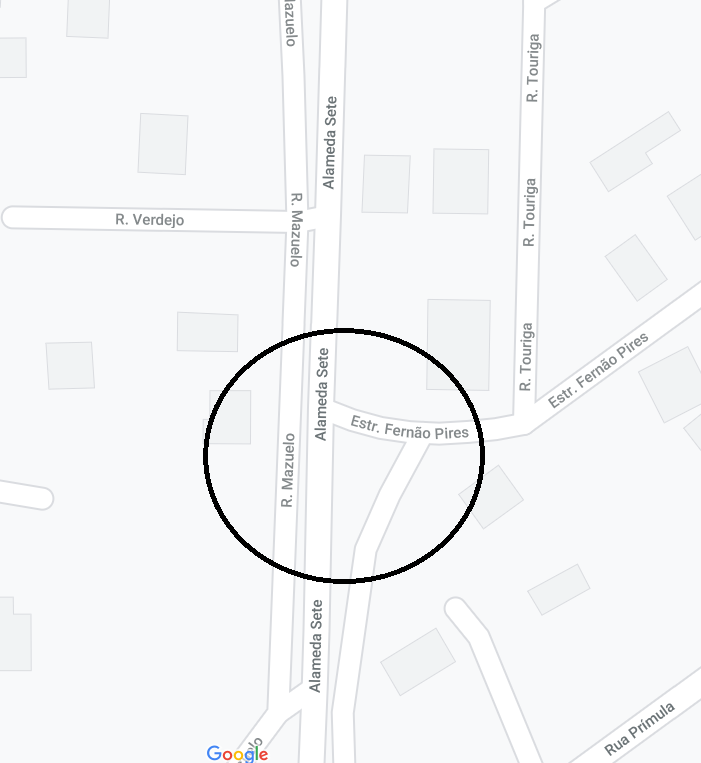 Mazuelo
R. Touriga
Alameda Sete
R. Verdejo
R. Mazuelo
R. Touriga
R. Touriga
Estr. Fernão Pires
Alameda Sete
Estr. Fernão Pires
R. Mazuelo
Alameda Sete
Rua Prímula
Google